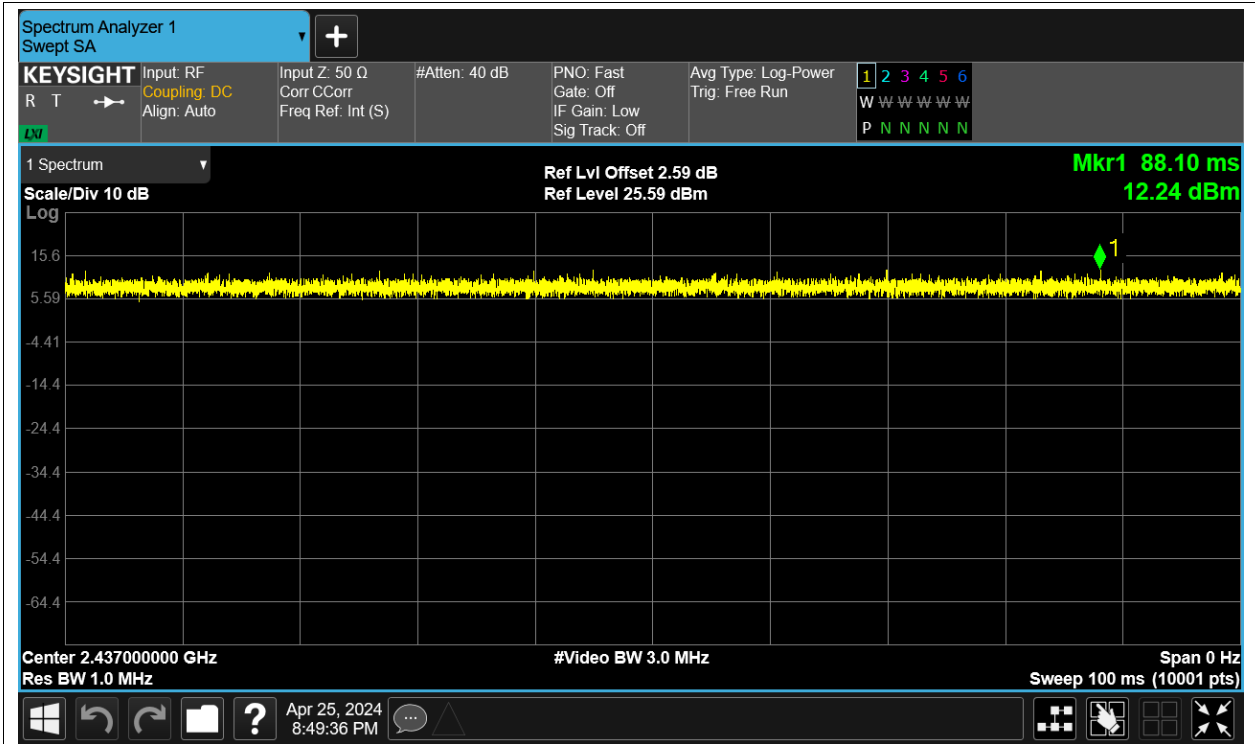 Spectrum Analyzer 1
Swept SA
+
KEYSIGHT
R T
LXI
Input: RF
Coupling: DC
Align: Auto
Input Z: 50 Ω
Corr CCorr
Freq Ref: Int (S)
#Atten: 40 dB
PNO: Fast
Gate: Off
IF Gain: Low
Sig Track: Off
Avg Type: Log-Power
Trig: Free Run
1 2 3 4 5 6
W W W W W W
P N N N N N
1 Spectrum
Scale/Div 10 dB
Log
Ref Lvl Offset 2.59 dB
Ref Level 25.59 dBm
Mkr1 88.10 ms
12.24 dBm
1
15.6
5.59
-4.41
-14.4
-24.4
-34.4
-44.4
-54.4
-64.4
Center 2.437000000 GHz
Res BW 1.0 MHz
#Video BW 3.0 MHz
Span 0 Hz
Sweep 100 ms (10001 pts)
?
Apr 25, 2024
8:49:36 PM